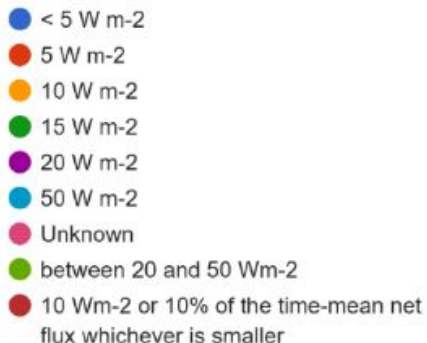 < 5 W m-2
5 W m-2
10 W m-2
15 W m-2
20 W m-2
50 W m-2
Unknown
between 20 and 50 Wm-2
10 Wm-2 or 10% of the time-mean net
flux whichever is smaller